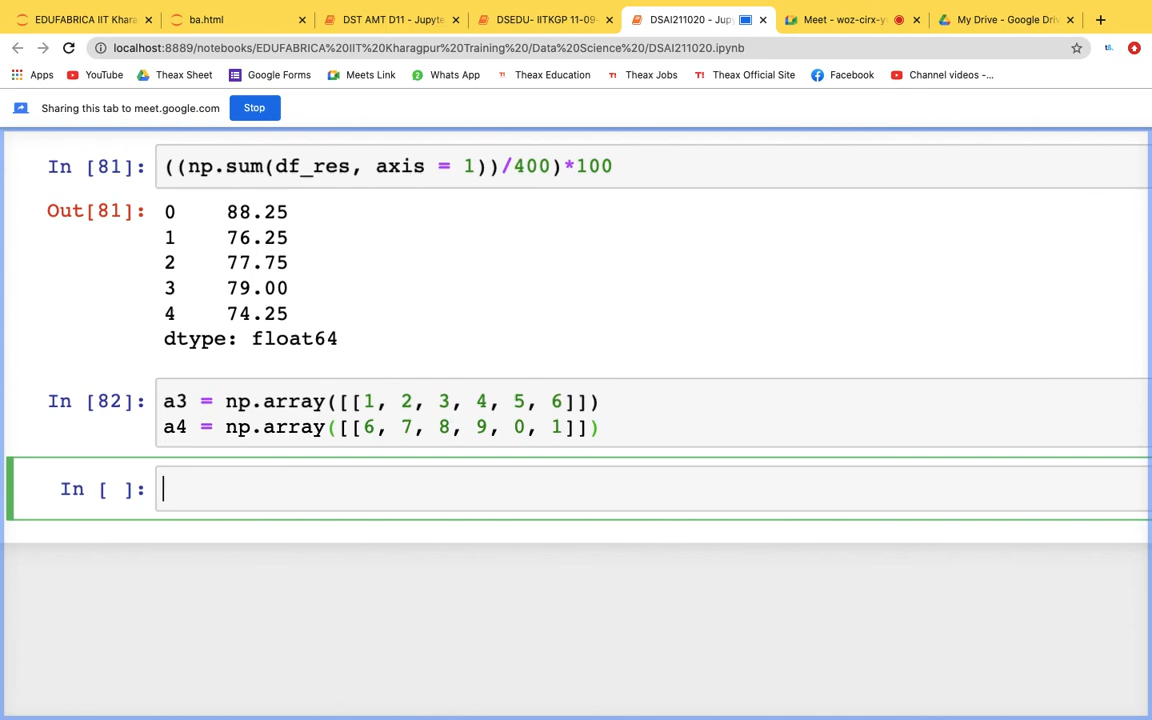 EDUFABRICA IIT Khara
ba.html
DST AMT D11 - Jupyte
DSEDU- IITKGP 11-09-
DSAI211020 - Jup
Meet - woz-cirx-y
My Drive - Google Driv
localhost:8889/notebooks/EDUFABRICA%20IIT%20Kharagpur%20Training%20/Data%20Science%20/DSAI211020.ipynb
Apps
YouTube
Theax Sheet
Google Forms
Meets Link
Whats App
Theax Education
Theax Jobs
Theax Official Site
Facebook
Channel videos -...
Sharing this tab to meet.google.com
Stop
In [81]: ((np.sum(df_res, axis = 1))/400)*100
Out[81]: 0 88.25
1 76.25
2 77.75
3 79.00
4 74.25
dtype: float64
In [82]: a3 = np.array([[1, 2, 3, 4, 5, 6]])
a4 = np.array([[6, 7, 8, 9, 0, 1]])
In [ ]: